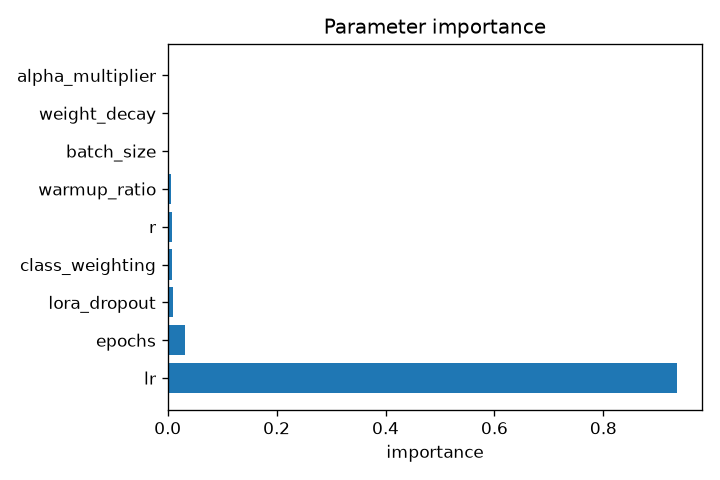 Parameter importance
alpha_multiplier
weight_decay
batch_size
warmup_ratio
r
class_weighting
lora_dropout
epochs
lr
0.0 0.2 0.4 0.6 0.8
importance